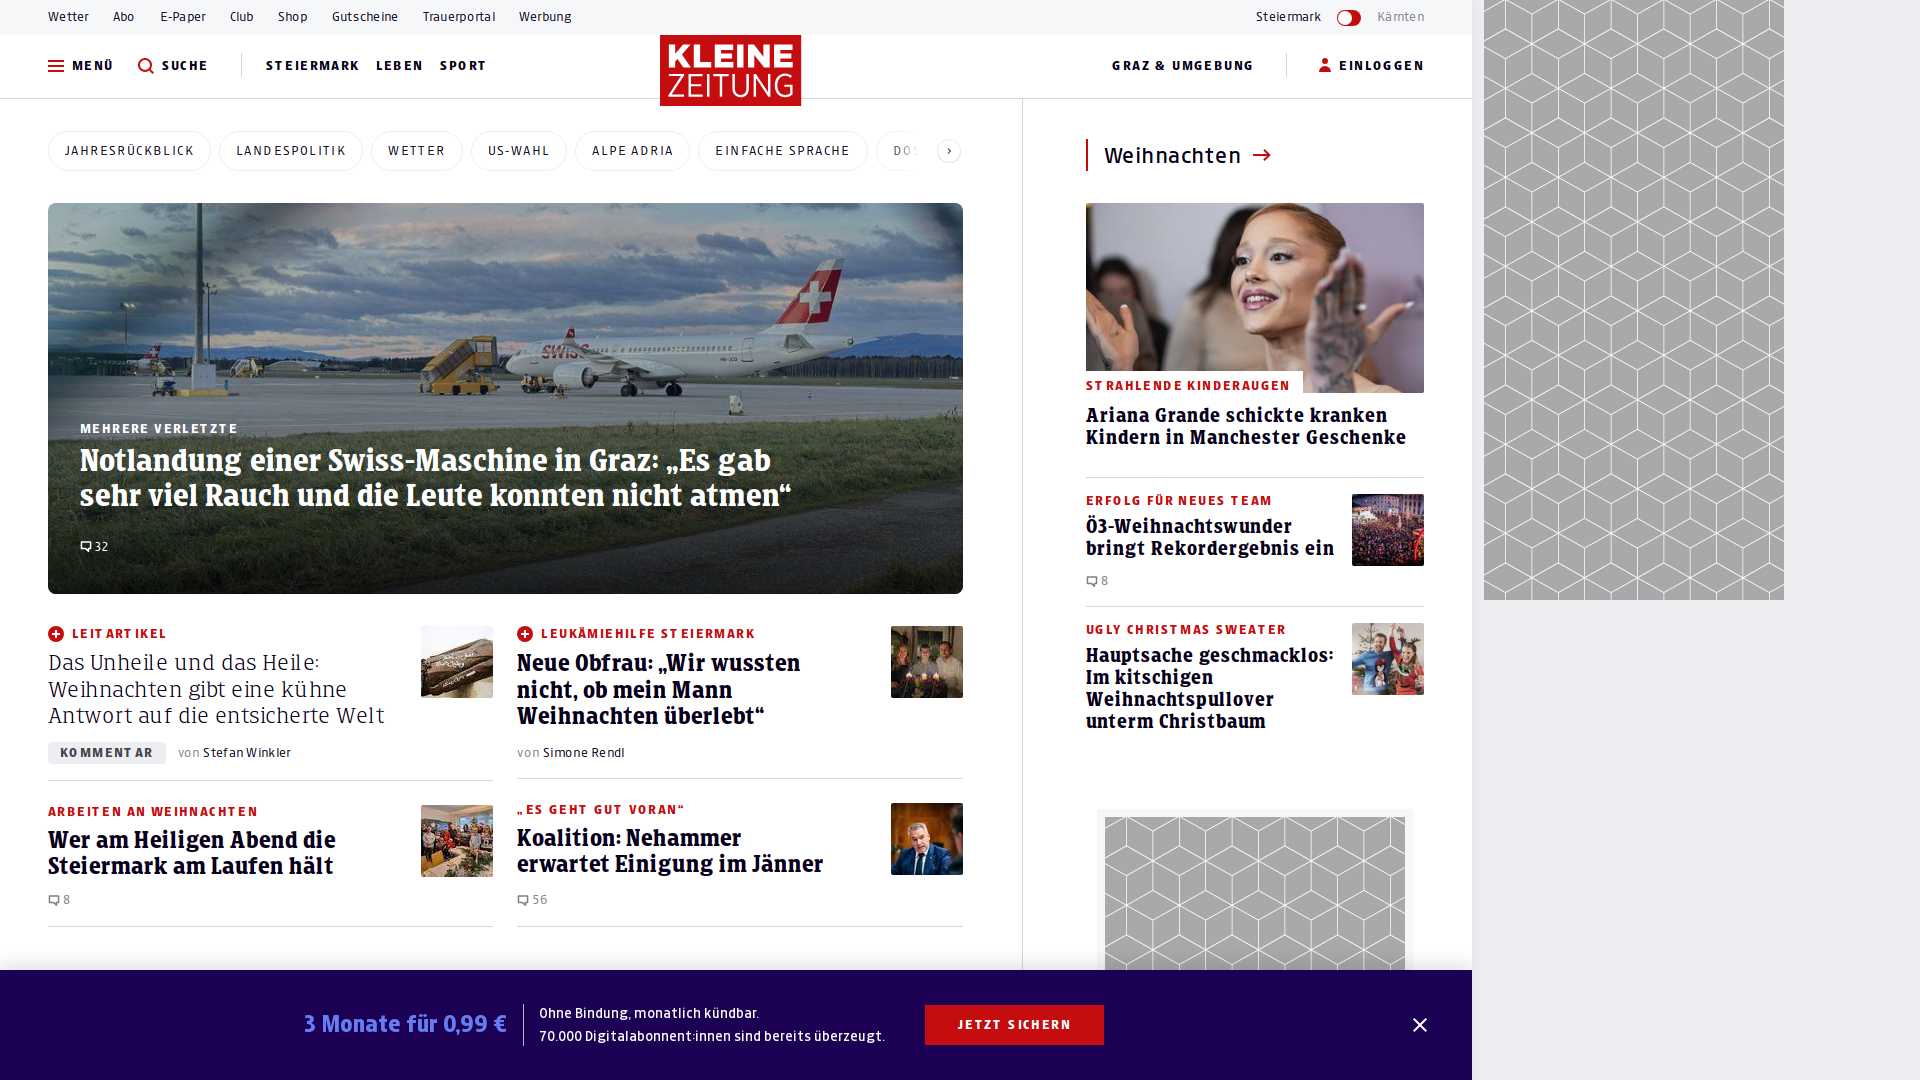 Wetter Abo E-Paper Club Shop Gutscheine Trauerportal Werbung
Steiermark Kärnten
MENÜ SUCHE STEIERMARK LEBEN SPORT
KLEINE
ZEITUNG
GRAZ & UMGEBUNG EINLOGGEN
JAHRESRÜCKBLICK LANDESPOLITIK WETTER US-WAHL ALPE ADRIA EINFACHE SPRACHE
MEHRERE VERLETZTE
Notlandung einer Swiss-Maschine in Graz: „Es gab
sehr viel Rauch und die Leute konnten nicht atmen“
32
SWISS
LEITARTIKEL
Das Unheile und das Heile:
Weihnachten gibt eine kühne
Antwort auf die entsicherte Welt
KOMMENTAR von Stefan Winkler
LEUKÄMIEHILFE STEIERMARK
Neue Obfrau: „Wir wussten
nicht, ob mein Mann
Weihnachten überlebt“
von Simone Rendl
ARBEITEN AN WEIHNACHTEN
Wer am Heiligen Abend die
Steiermark am Laufen hält
8
„ES GEHT GUT VORAN“
Koalition: Nehammer
erwartet Einigung im Jänner
56
Weihnachten
STRAHLENDE KINDERAUGEN
Ariana Grande schickte kranken
Kindern in Manchester Geschenke
ERFOLG FÜR NEUES TEAM
Ö3-Weihnachtswunder
bringt Rekordergebnis ein
8
UGLY CHRISTMAS SWEATER
Hauptsache geschmacklos:
Im kitschigen
Weihnachtspullover
unterm Christbaum
3 Monate für 0,99 €
Ohne Bindung, monatlich kündbar.
70.000 Digitalabonnent:innen sind bereits überzeugt.
JETZT SICHERN